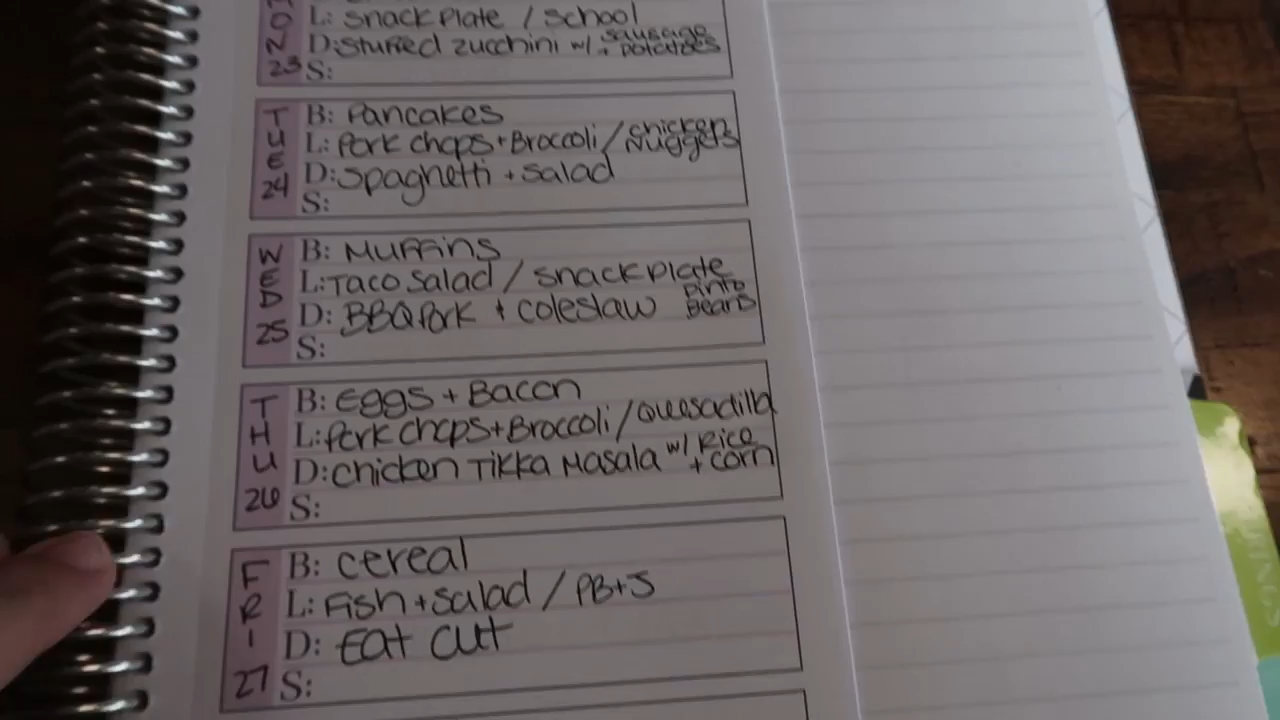 MON 23
L: snack plate / school
D: stuffed zucchini w/ sausage + potatoes
S:
TUE 24
B: Pancakes
L: Pork chops + Broccoli / chicken nuggets
D: spaghetti + salad
S:
WED 25
B: Muffins
L: Taco salad / snack plate
D: BBQ Pork + coleslaw pinto Beans
S:
THU 26
B: Eggs + Bacon
L: Pork chops + Broccoli / Quesadilla
D: chicken Tikka Masala w/ Rice + corn
S:
FRI 27
B: cereal
L: Fish + salad / PB+J
D: Eat out
S: